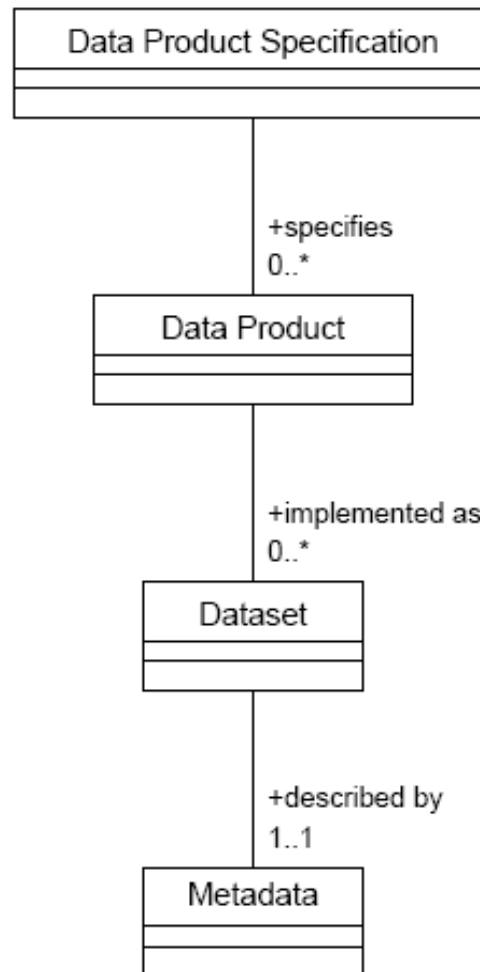 Data Product Specification
+specifies
0..*
Data Product
+implemented as
0..*
Dataset
+described by
1..1
Metadata